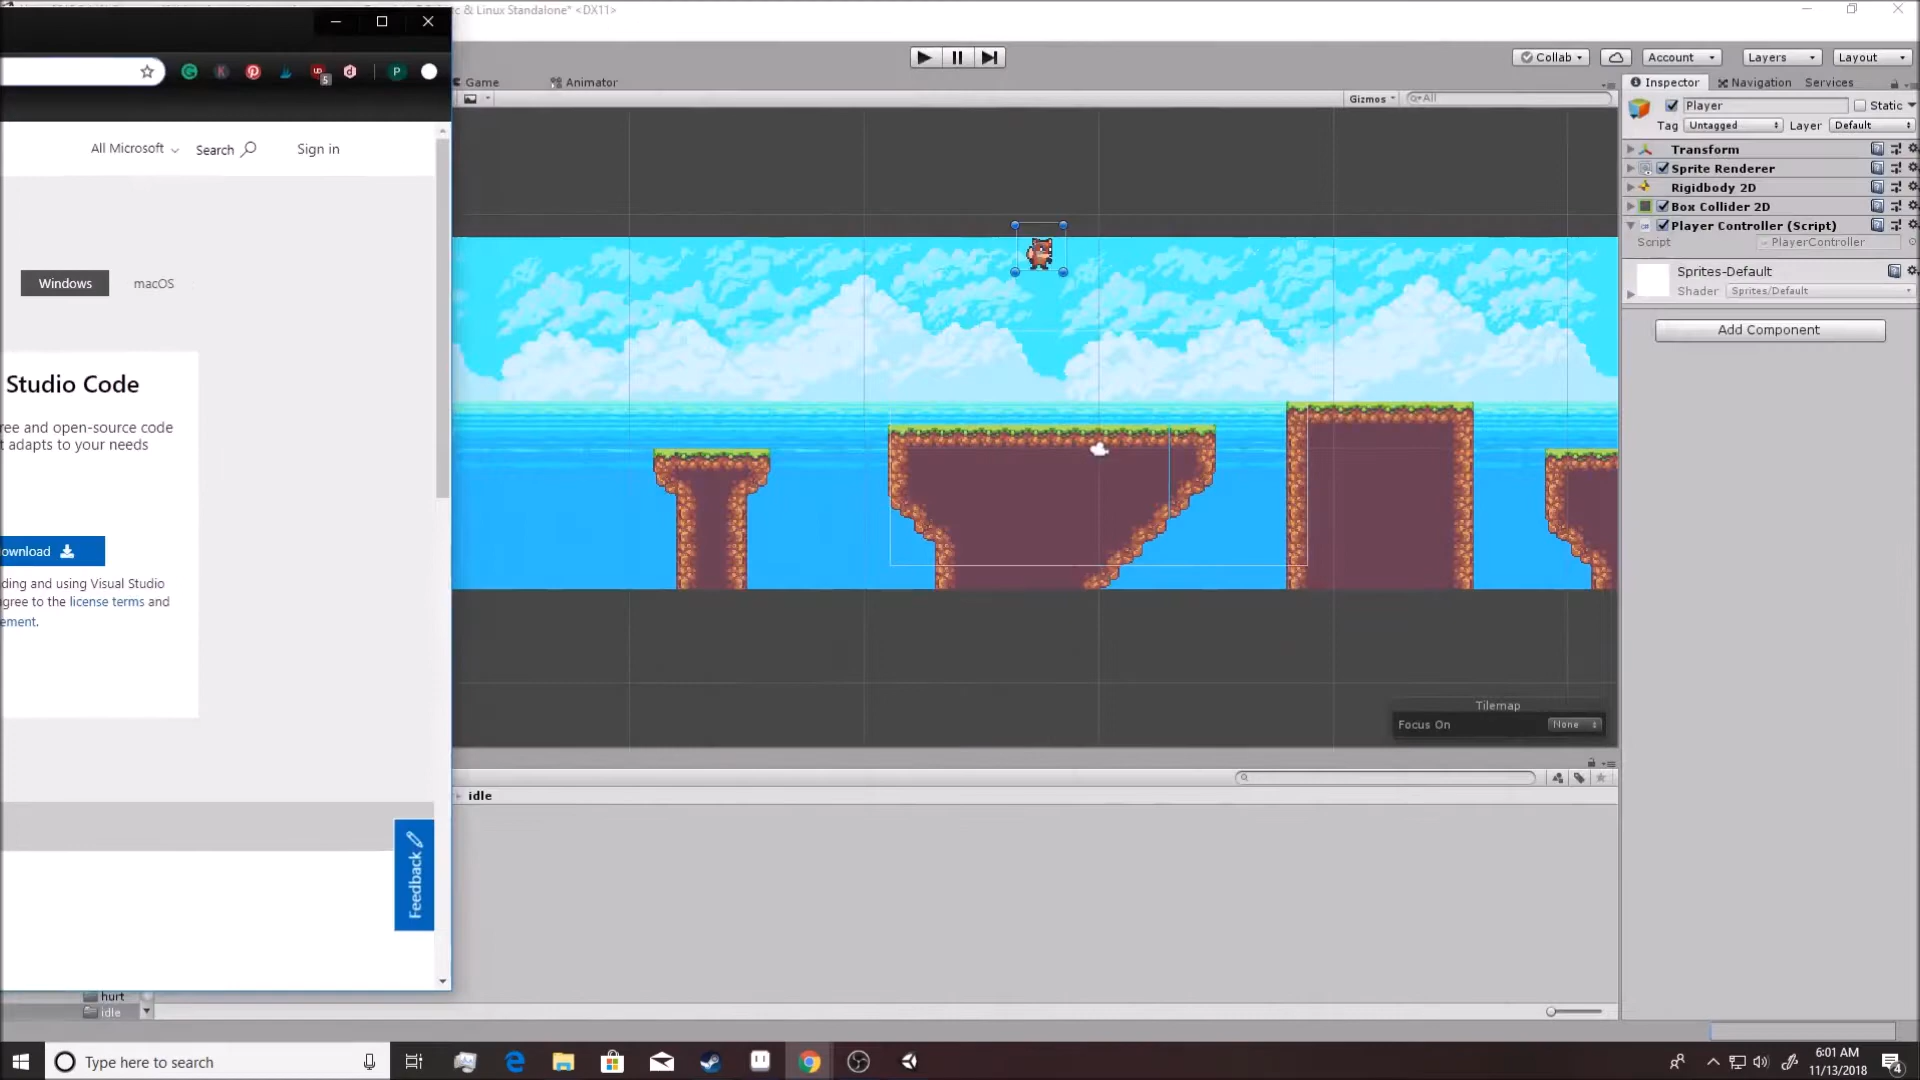 c & Linux Standalone* <DX11>
Collab
Account
Layers
Layout
P
5
Game
Animator
Gizmos
All
Inspector
Navigation
Services
Player
Static
Tag
Untagged
Layer
Default
Transform
Sprite Renderer
Rigidbody 2D
Box Collider 2D
Player Controller (Script)
Script
PlayerController
Sprites-Default
Shader
Sprites/Default
Add Component
All Microsoft
Search
Sign in
Windows
macOS
Studio Code
ree and open-source code
t adapts to your needs
ownload
ding and using Visual Studio
gree to the license terms and
ement.
Feedback
Tilemap
Focus On
None
idle
hurt
idle
Type here to search
6:01 AM
11/13/2018
4